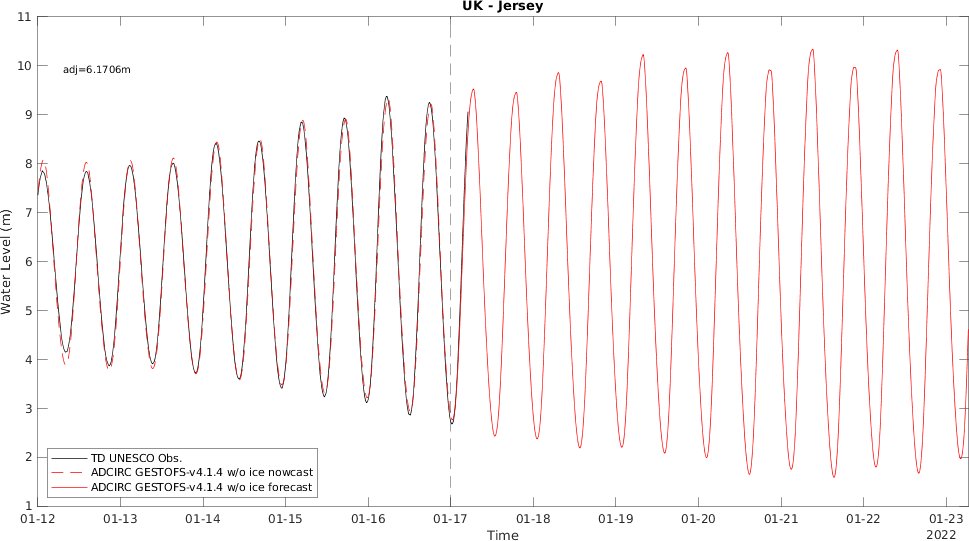 UK - Jersey
adj=6.1706m
11
10
9
8
7
6
5
4
3
2
1
Water Level (m)
TD UNESCO Obs.
ADCIRC GESTOFS-v4.1.4 w/o ice nowcast
ADCIRC GESTOFS-v4.1.4 w/o ice forecast
01-12 01-13 01-14 01-15 01-16 01-17 01-18 01-19 01-20 01-21 01-22 01-23
Time
2022